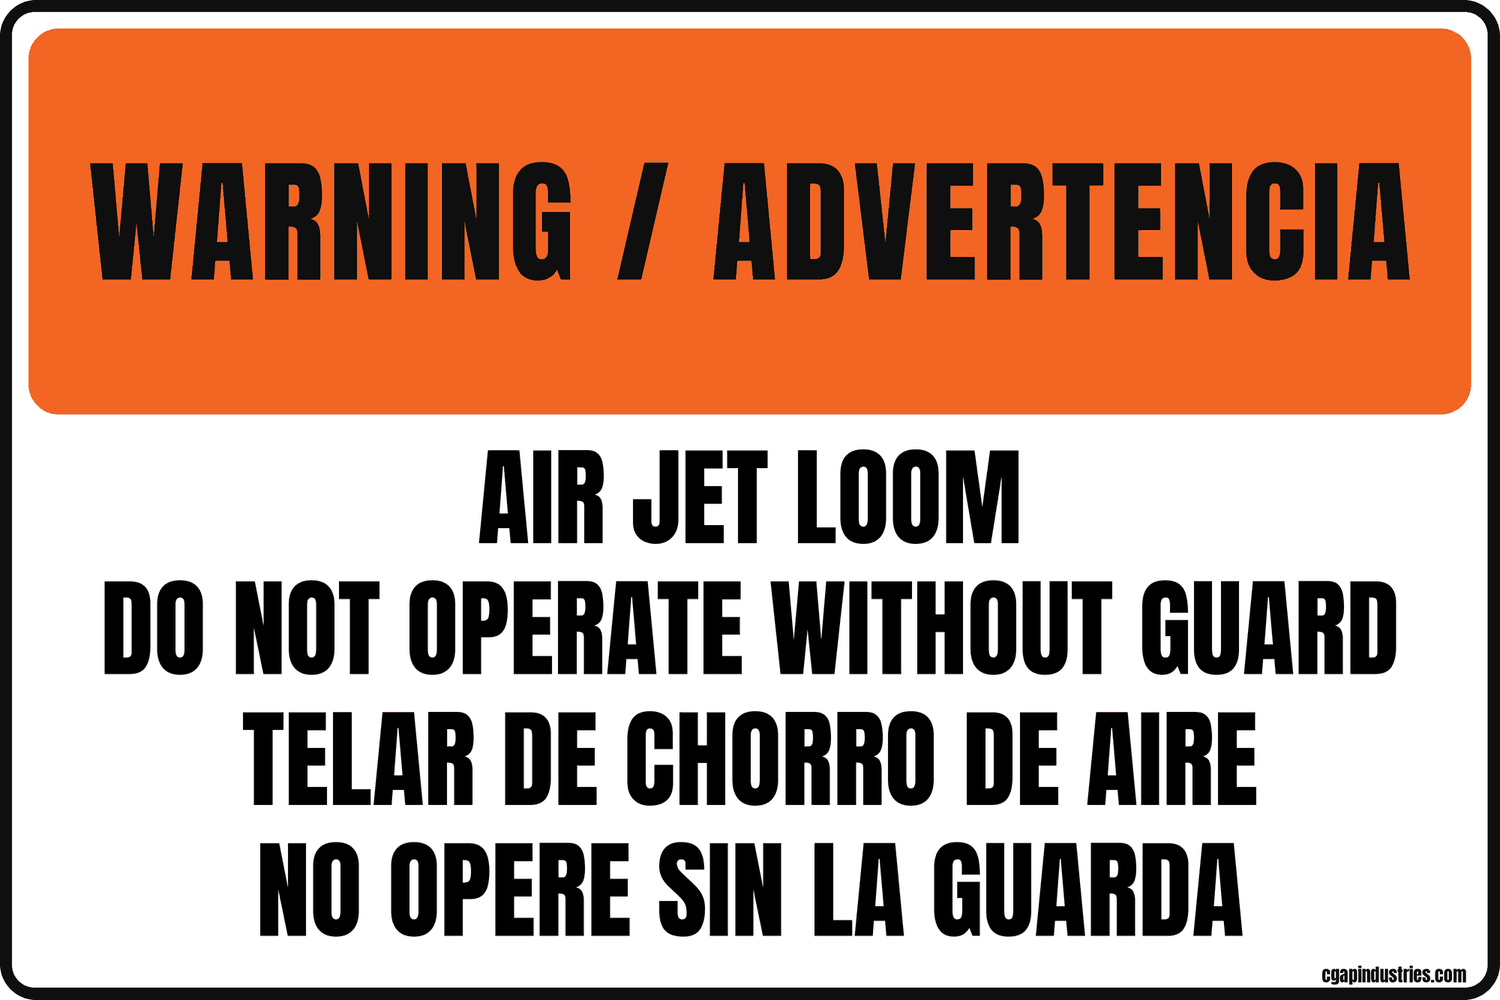 WARNING / ADVERTENCIA
AIR JET LOOM
DO NOT OPERATE WITHOUT GUARD
TELAR DE CHORRO DE AIRE
NO OPERE SIN LA GUARDA
cgapindustries.com